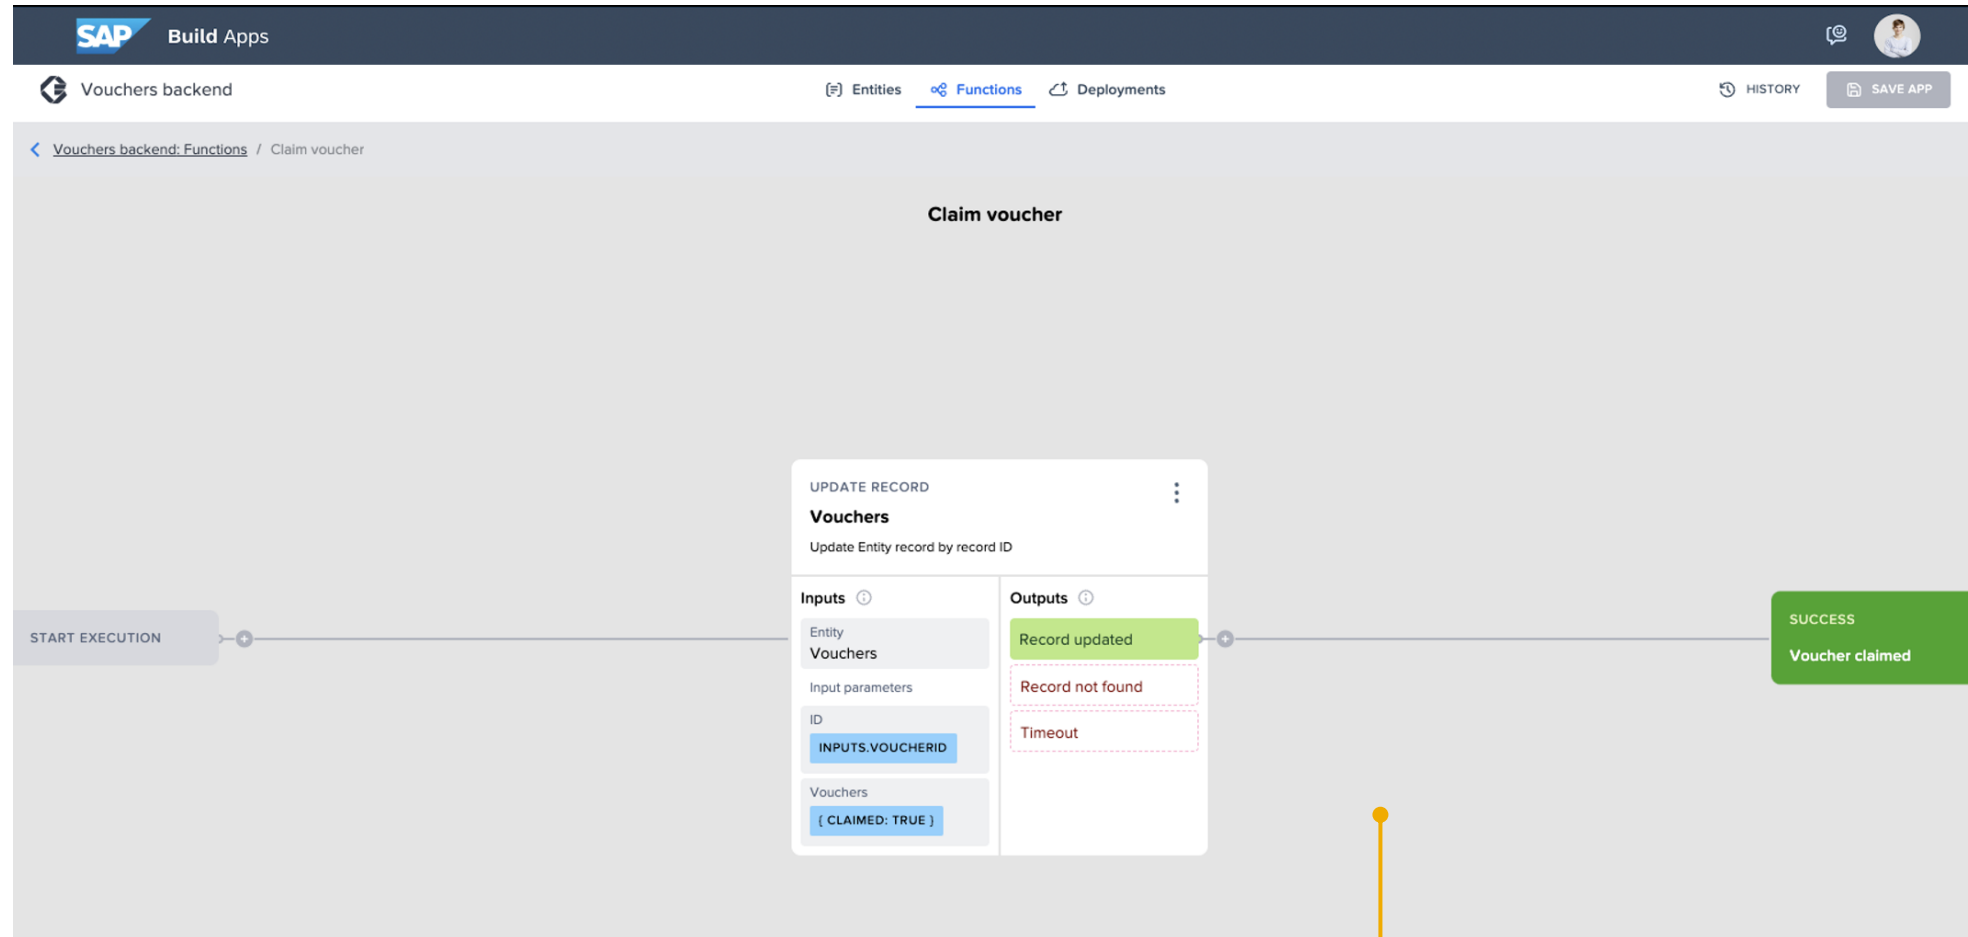 SAP Build Apps
Vouchers backend
Entities Functions Deployments
HISTORY SAVE APP
Vouchers backend: Functions / Claim voucher
Claim voucher
UPDATE RECORD
Vouchers
Update Entity record by record ID
Inputs
Entity
Vouchers
Input parameters
ID
INPUTS.VOUCHERID
Vouchers
{ CLAIMED: TRUE }
Outputs
Record updated
Record not found
Timeout
START EXECUTION
SUCCESS
Voucher claimed